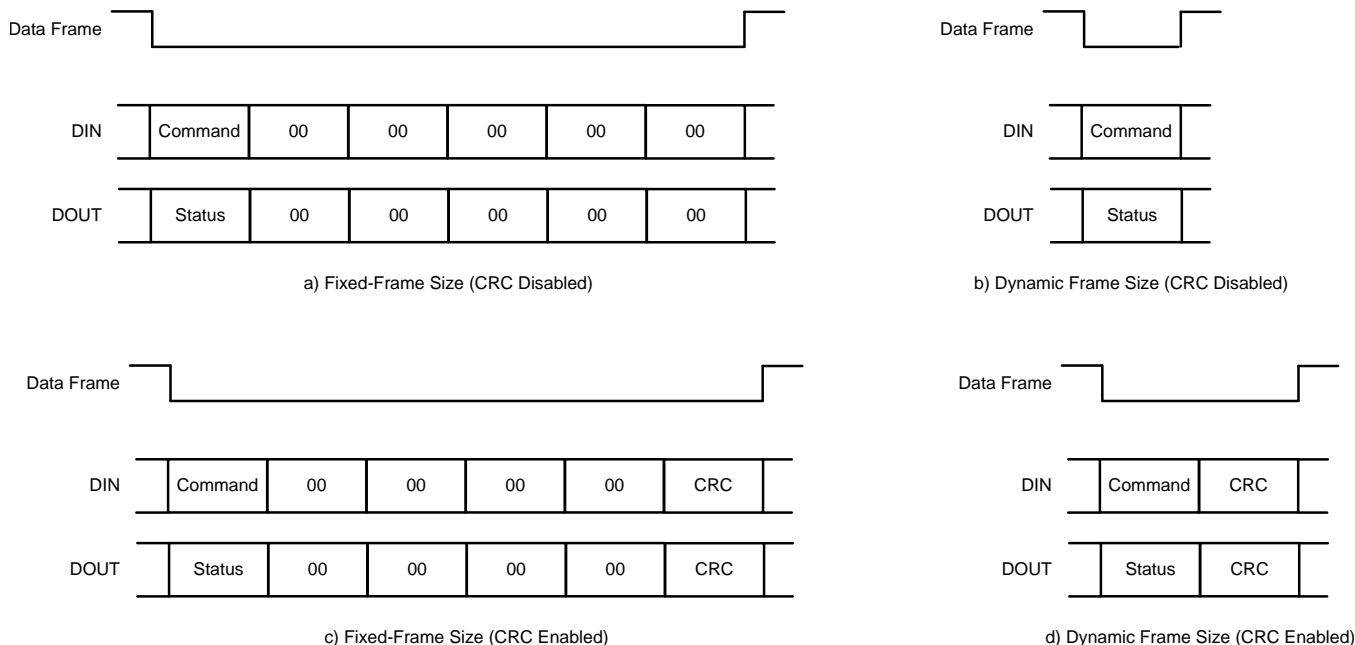 Data Frame
DIN Command 00 00 00 00 00
DOUT Status 00 00 00 00 00
a) Fixed-Frame Size (CRC Disabled)
Data Frame
DIN Command
DOUT Status
b) Dynamic Frame Size (CRC Disabled)
Data Frame
DIN Command 00 00 00 00 CRC
DOUT Status 00 00 00 00 CRC
c) Fixed-Frame Size (CRC Enabled)
Data Frame
DIN Command CRC
DOUT Status CRC
d) Dynamic Frame Size (CRC Enabled)